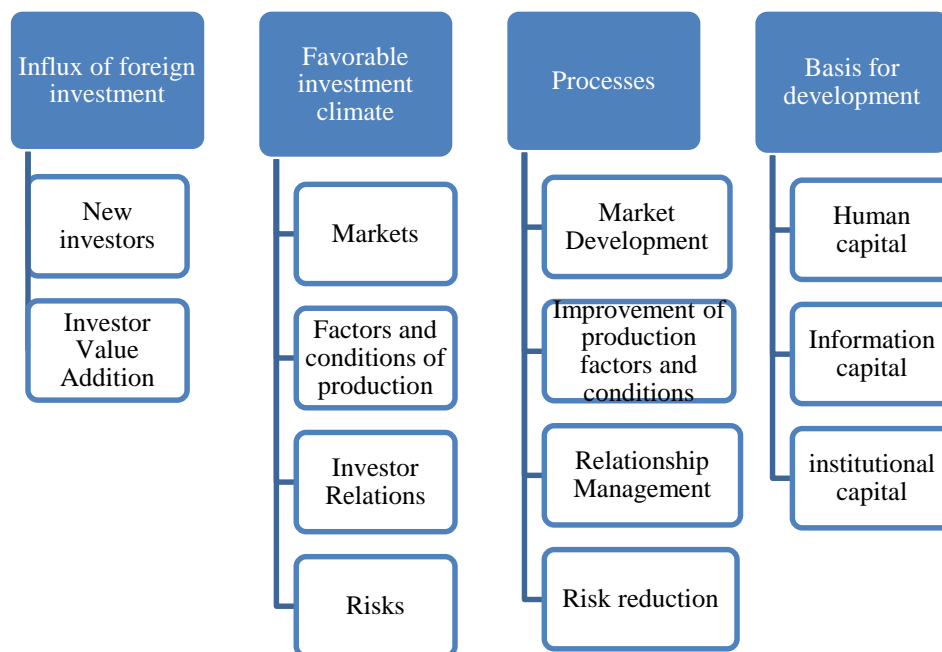 Influx of foreign
investment
New
investors
Investor
Value
Addition
Favorable
investment
climate
Markets
Factors and
conditions of
production
Investor
Relations
Risks
Processes
Market
Development
Improvement of
production
factors and
conditions
Relationship
Management
Risk reduction
Basis for
development
Human
capital
Information
capital
institutional
capital